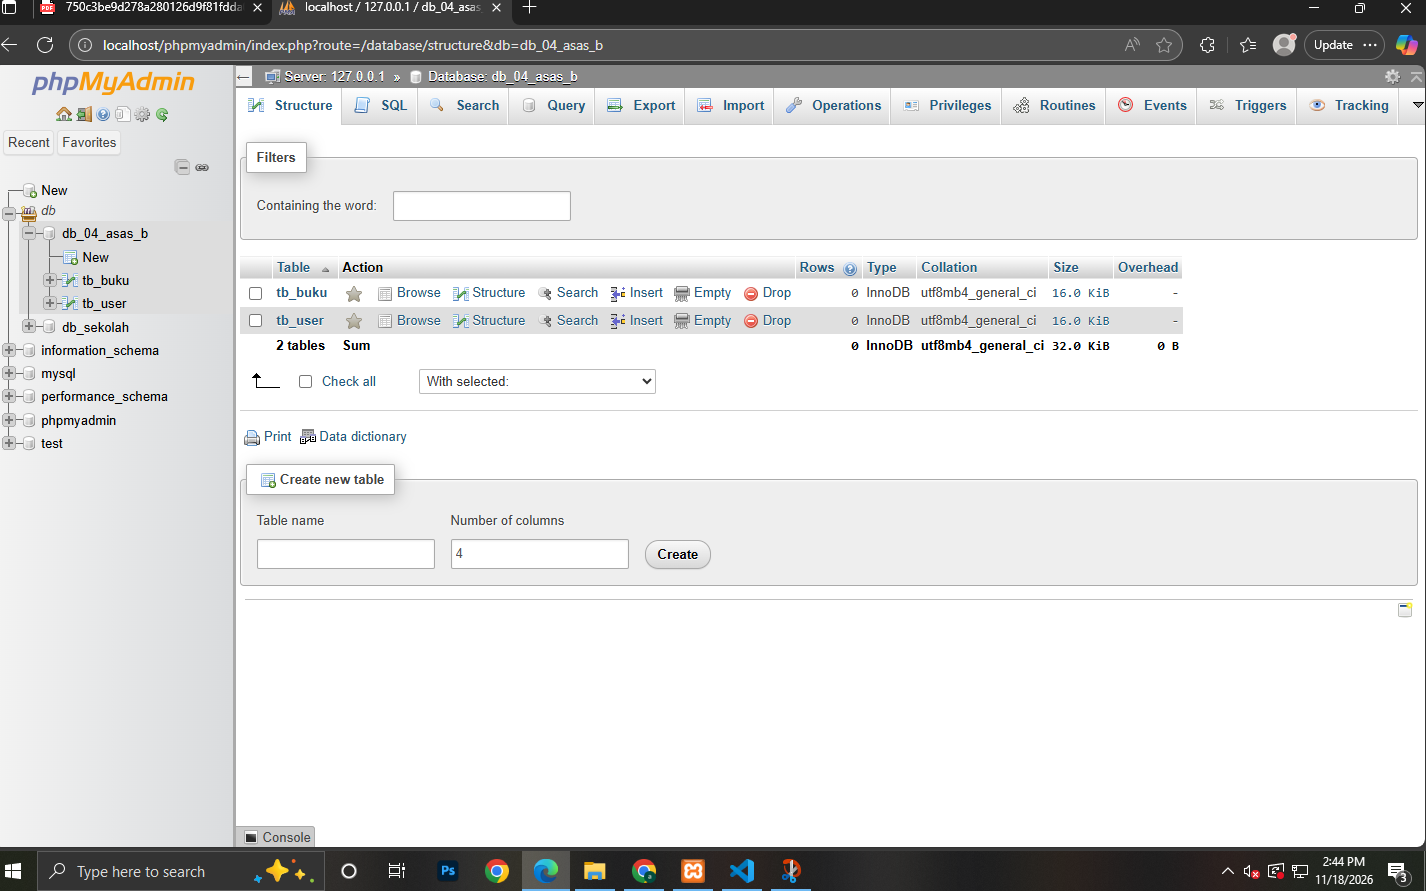 750c3be9d278a280126d9f81fdda
localhost / 127.0.0.1 / db_04_asas
localhost/phpmyadmin/index.php?route=/database/structure&db=db_04_asas_b
Update
phpMyAdmin
Recent
Favorites
New
db
db_04_asas_b
New
tb_buku
tb_user
db_sekolah
information_schema
mysql
performance_schema
phpmyadmin
test
Server: 127.0.0.1 » Database: db_04_asas_b
Structure SQL Search Query Export Import Operations Privileges Routines Events Triggers Tracking
Filters
Containing the word:
Table Action Rows Type Collation Size Overhead
tb_buku Browse Structure Search Insert Empty Drop 0 InnoDB utf8mb4_general_ci 16.0 KiB -
tb_user Browse Structure Search Insert Empty Drop 0 InnoDB utf8mb4_general_ci 16.0 KiB -
2 tables Sum 0 InnoDB utf8mb4_general_ci 32.0 KiB 0 B
Check all With selected:
Print Data dictionary
Create new table
Table name Number of columns
4 Create
Console
Type here to search
2:44 PM
11/18/2026
3